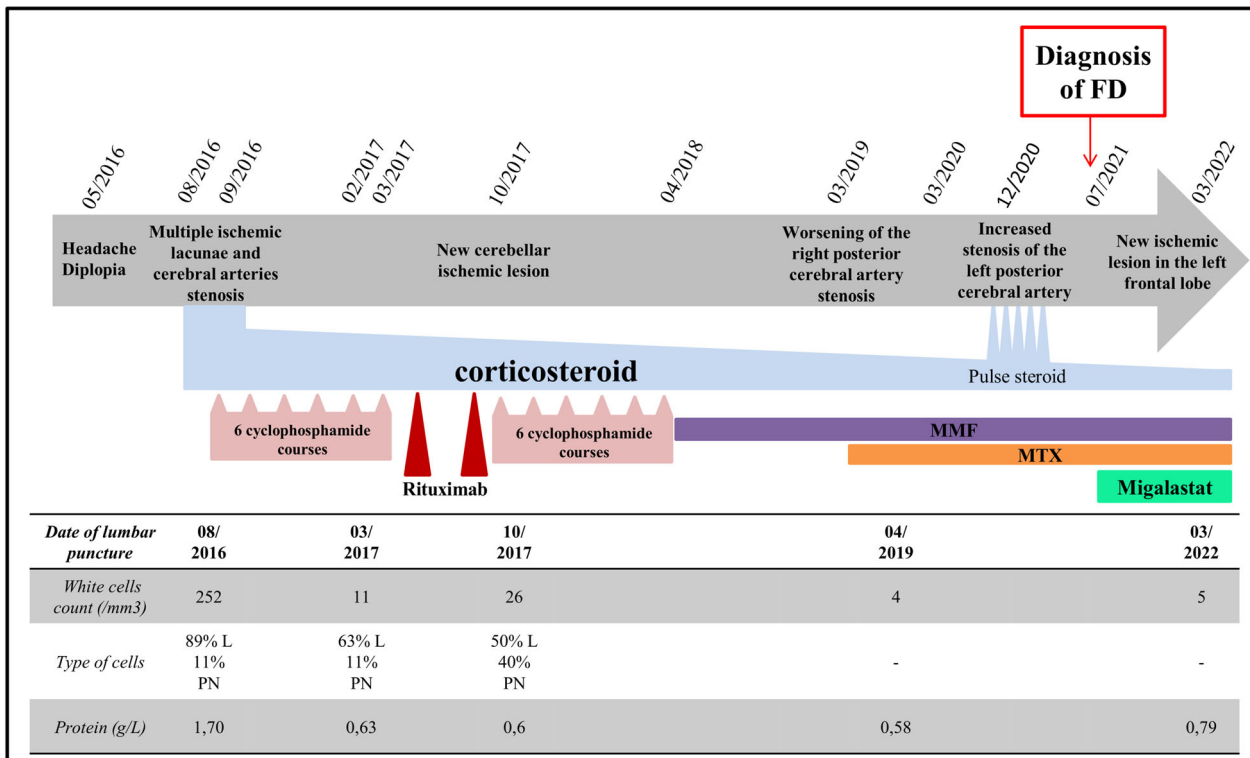 Diagnosis
of FD
05/2016
08/2016
09/2016
02/2017
03/2017
10/2017
04/2018
03/2019
03/2020
12/2020
07/2021
03/2022
Headache
Diplopia
Multiple ischemic
lacunae and
cerebral arteries
stenosis
New cerebellar
ischemic lesion
Worsening of the
right posterior
cerebral artery
stenosis
Increased
stenosis of the
left posterior
cerebral artery
New ischemic
lesion in the left
frontal lobe
corticosteroid
Pulse steroid
6 cyclophosphamide
courses
Rituximab
6 cyclophosphamide
courses
MMF
MTX
Migalastat
Date of lumbar
puncture
08/
2016
03/
2017
10/
2017
04/
2019
03/
2022
White cells
count (/mm3)
252
11
26
4
5
Type of cells
89% L
11%
PN
63% L
11%
PN
50% L
40%
PN
-
-
Protein (g/L)
1,70
0,63
0,6
0,58
0,79